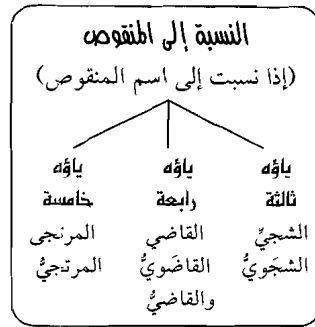 النسبة إلى المنقوص
(إذا نسبت إلى اسم المنقوص)
ياؤه ياؤه ياؤه
ثالثة رابعة خامسة
الشجيِّ القاضي المرتجى
الشجَويُّ القاضَويُّ المرتجيُّ
والقاضيُّ